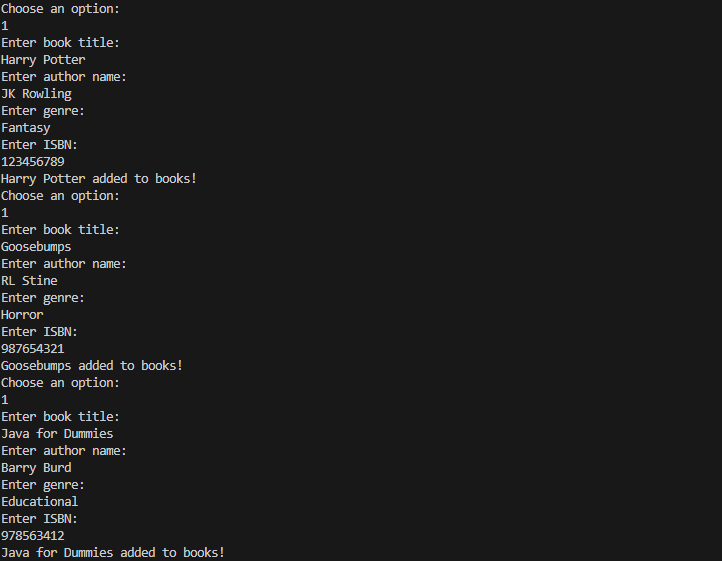 Choose an option:
1
Enter book title:
Harry Potter
Enter author name:
JK Rowling
Enter genre:
Fantasy
Enter ISBN:
123456789
Harry Potter added to books!
Choose an option:
1
Enter book title:
Goosebumps
Enter author name:
RL Stine
Enter genre:
Horror
Enter ISBN:
987654321
Goosebumps added to books!
Choose an option:
1
Enter book title:
Java for Dummies
Enter author name:
Barry Burd
Enter genre:
Educational
Enter ISBN:
978563412
Java for Dummies added to books!